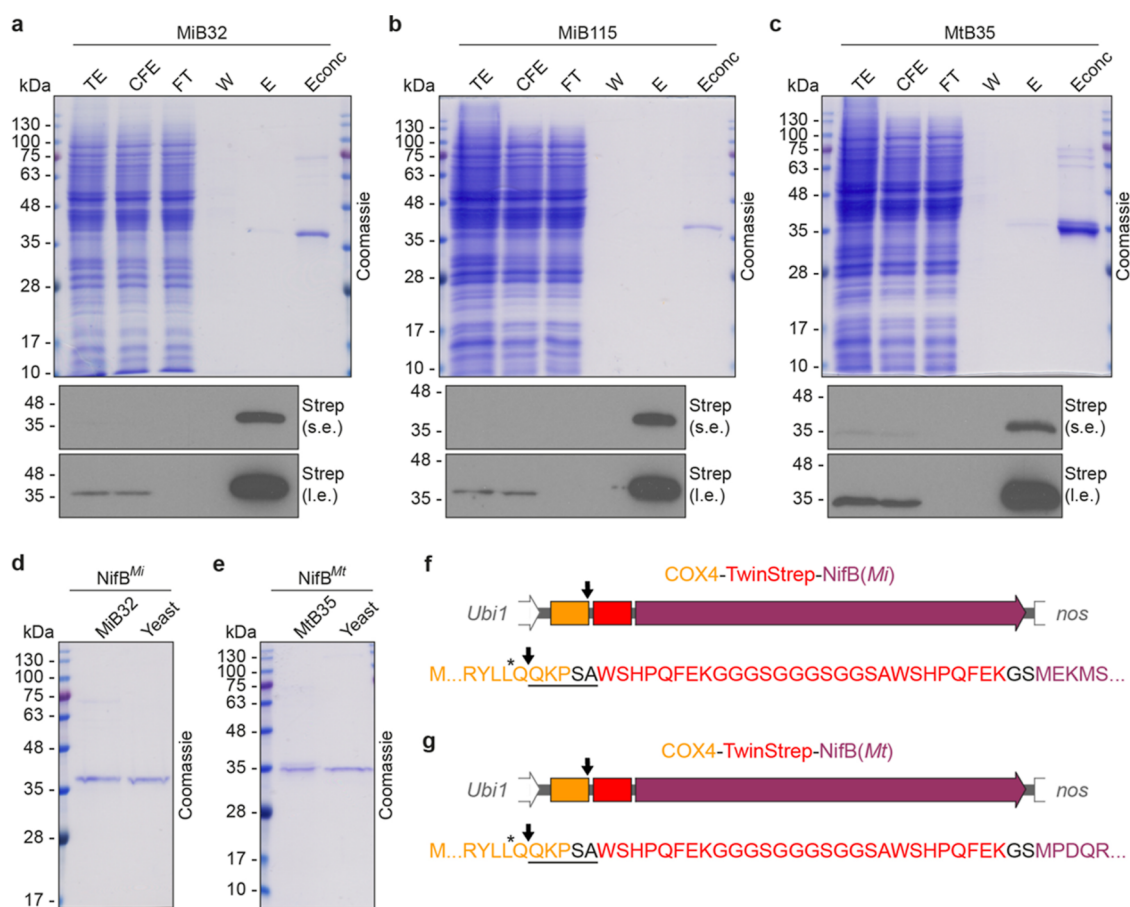 a
MiB32
kDa
TE
CFE
FT
W
E
Econc
130 -
100 -
75 -
63 -
48 -
35 -
28 -
17 -
10 -
Coomassie
48 -
35 -
Strep
(s.e.)
48 -
35 -
Strep
(l.e.)
b
MiB115
kDa
TE
CFE
FT
W
E
Econc
130 -
100 -
75 -
63 -
48 -
35 -
28 -
17 -
10 -
Coomassie
48 -
35 -
Strep
(s.e.)
48 -
35 -
Strep
(l.e.)
c
MtB35
kDa
TE
CFE
FT
W
E
Econc
130 -
100 -
75 -
63 -
48 -
35 -
28 -
17 -
10 -
Coomassie
48 -
35 -
Strep
(s.e.)
48 -
35 -
Strep
(l.e.)
d
NifBMi
kDa
MiB32
Yeast
130 -
100 -
75 -
63 -
48 -
35 -
28 -
17 -
Coomassie
e
NifBMt
kDa
MtB35
Yeast
130 -
100 -
75 -
63 -
48 -
35 -
28 -
17 -
10 -
Coomassie
f
COX4-TwinStrep-NifB(Mi)
Ubi1
nos
*
M...RYLLQQKPSAWSHPQFEKGGGSGGGSGGSAWSHPQFEKGSMEKMS...
g
COX4-TwinStrep-NifB(Mt)
Ubi1
nos
*
M...RYLLQQKPSAWSHPQFEKGGGSGGGSGGSAWSHPQFEKGSMPDQR...